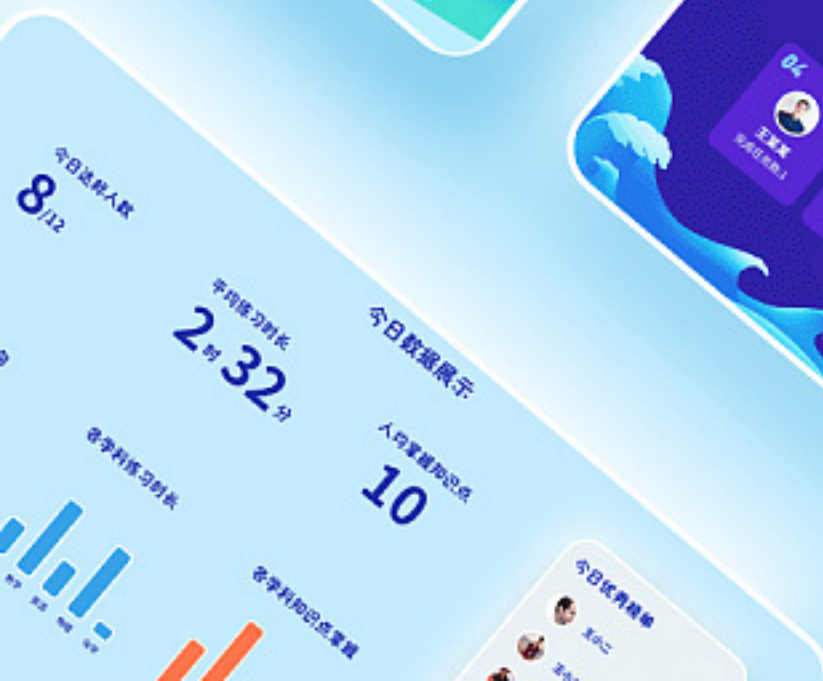 04
王某某
今日达标人数
8/12
平均练习时长
2时32分
今日数据展示
人均掌握知识点
10
各学科练习时长
各学科知识点掌握
今日优秀榜单
王小二